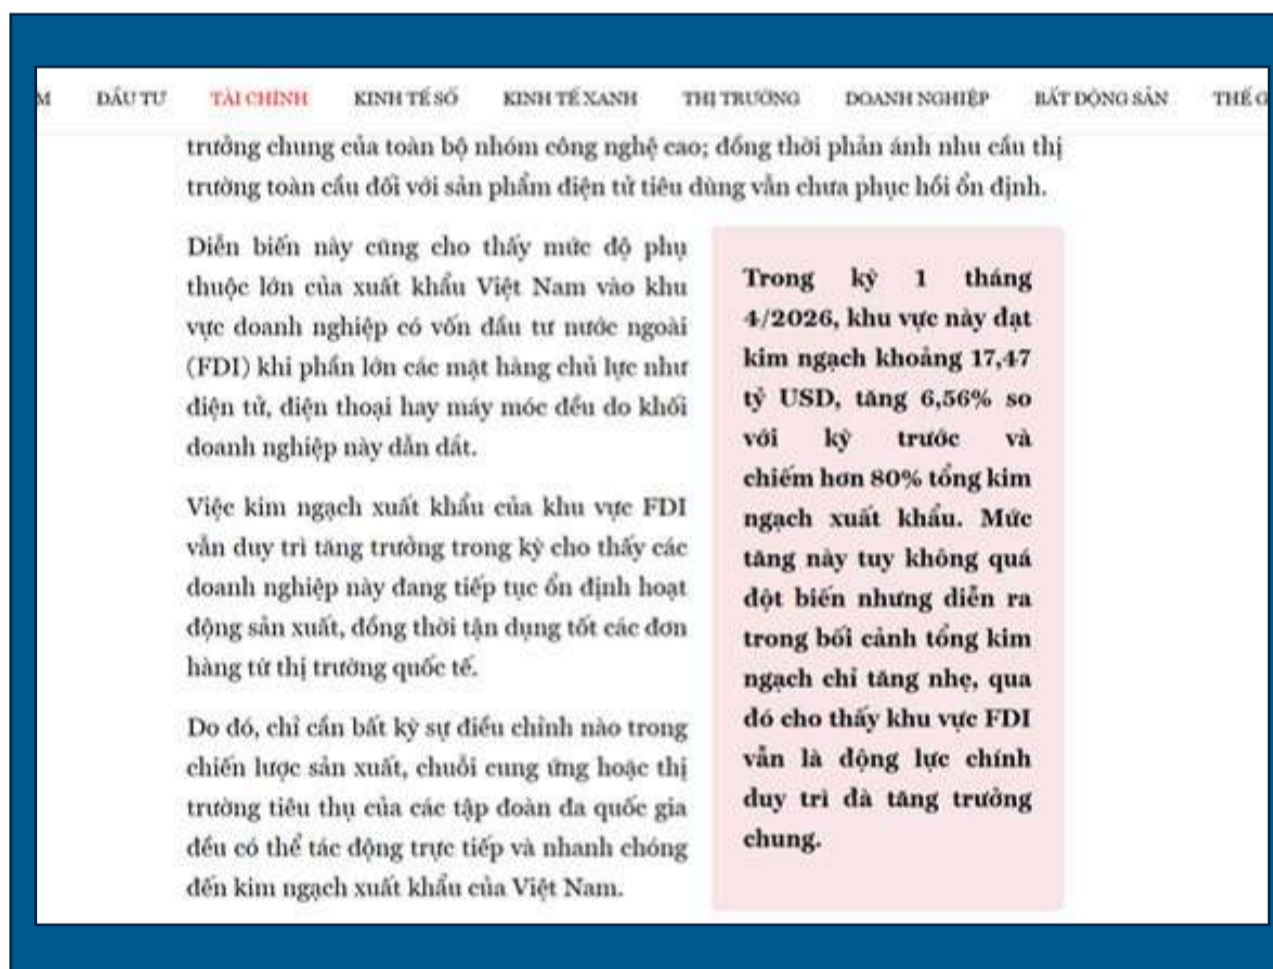 ĐẦU TƯ TÀI CHÍNH KINH TẾ SỐ KINH TẾ XANH THỊ TRƯỜNG DOANH NGHIỆP BẤT ĐỘNG SẢN
trưởng chung của toàn bộ nhóm công nghệ cao; đồng thời phản ánh nhu cầu thị
trường toàn cầu đối với sản phẩm điện tử tiêu dùng vẫn chưa phục hồi ổn định.
Diễn biến này cũng cho thấy mức độ phụ
thuộc lớn của xuất khẩu Việt Nam vào khu
vực doanh nghiệp có vốn đầu tư nước ngoài
(FDI) khi phần lớn các mặt hàng chủ lực như
điện tử, điện thoại hay máy móc đều do khối
doanh nghiệp này dẫn dắt.
Việc kim ngạch xuất khẩu của khu vực FDI
vẫn duy trì tăng trưởng trong kỳ cho thấy các
doanh nghiệp này đang tiếp tục ổn định hoạt
động sản xuất, đồng thời tận dụng tốt các đơn
hàng từ thị trường quốc tế.
Do đó, chỉ cần bất kỳ sự điều chỉnh nào trong
chiến lược sản xuất, chuỗi cung ứng hoặc thị
trường tiêu thụ của các tập đoàn đa quốc gia
đều có thể tác động trực tiếp và nhanh chóng
đến kim ngạch xuất khẩu của Việt Nam.
Trong kỳ 1 tháng
4/2026, khu vực này đạt
kim ngạch khoảng 17,47
tỷ USD, tăng 6,56% so
với kỳ trước và
chiếm hơn 80% tổng kim
ngạch xuất khẩu. Mức
tăng này tuy không quá
đột biến nhưng diễn ra
trong bối cảnh tổng kim
ngạch chỉ tăng nhẹ, qua
đó cho thấy khu vực FDI
vẫn là động lực chính
duy trì đà tăng trưởng
chung.